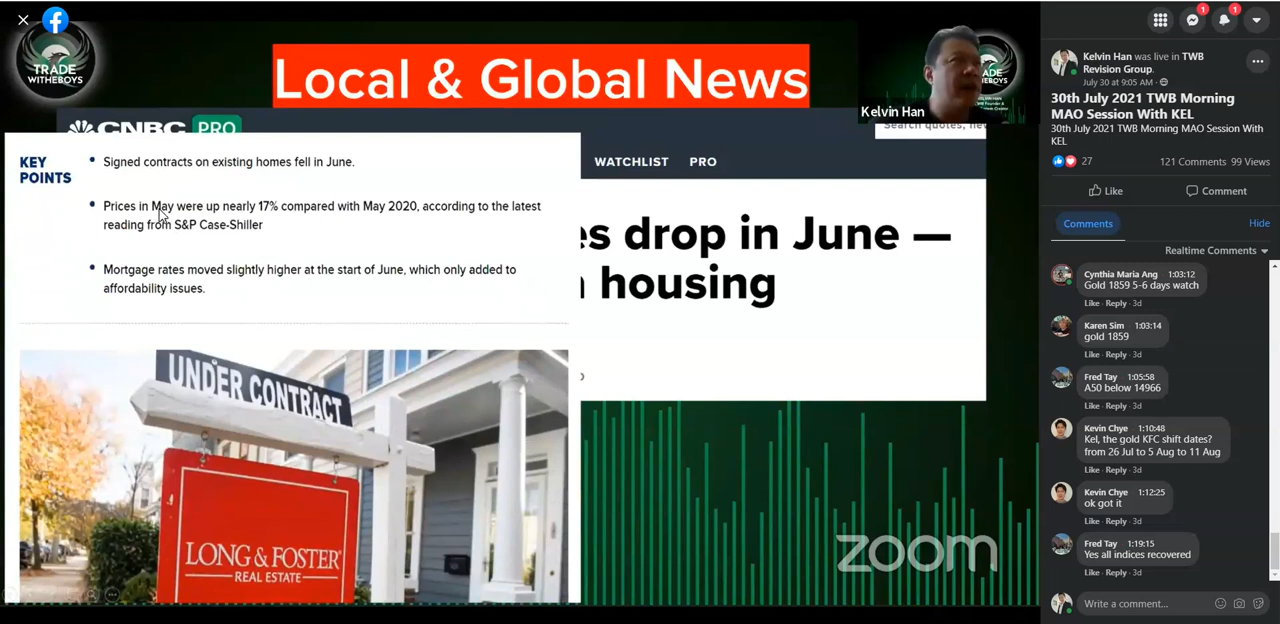 TRADE
WITHEBOYS
Local & Global News
Kelvin Han
CNBC PRO
Search quotes, ne
WATCHLIST PRO
es drop in June —
housing
KEY
POINTS
Signed contracts on existing homes fell in June.
Prices in May were up nearly 17% compared with May 2020, according to the latest
reading from S&P Case-Shiller
Mortgage rates moved slightly higher at the start of June, which only added to
affordability issues.
UNDER CONTRACT
LONG & FOSTER
REAL ESTATE
zoom
1
1
Kelvin Han was live in TWB
Revision Group.
July 30 at 9:05 AM ·
30th July 2021 TWB Morning
MAO Session With KEL
30th July 2021 TWB Morning MAO Session With
KEL
27
121 Comments 99 Views
Like
Comment
Comments
Hide
Realtime Comments
Cynthia Maria Ang 1:03:12
Gold 1859 5-6 days watch
Like · Reply · 3d
Karen Sim 1:03:14
gold 1859
Like · Reply · 3d
Fred Tay 1:05:58
A50 below 14966
Like · Reply · 3d
Kevin Chye 1:10:48
Kel, the gold KFC shift dates?
from 26 Jul to 5 Aug to 11 Aug
Like · Reply · 3d
Kevin Chye 1:12:25
ok got it
Like · Reply · 3d
Fred Tay 1:19:15
Yes all indices recovered
Like · Reply · 3d
Write a comment...